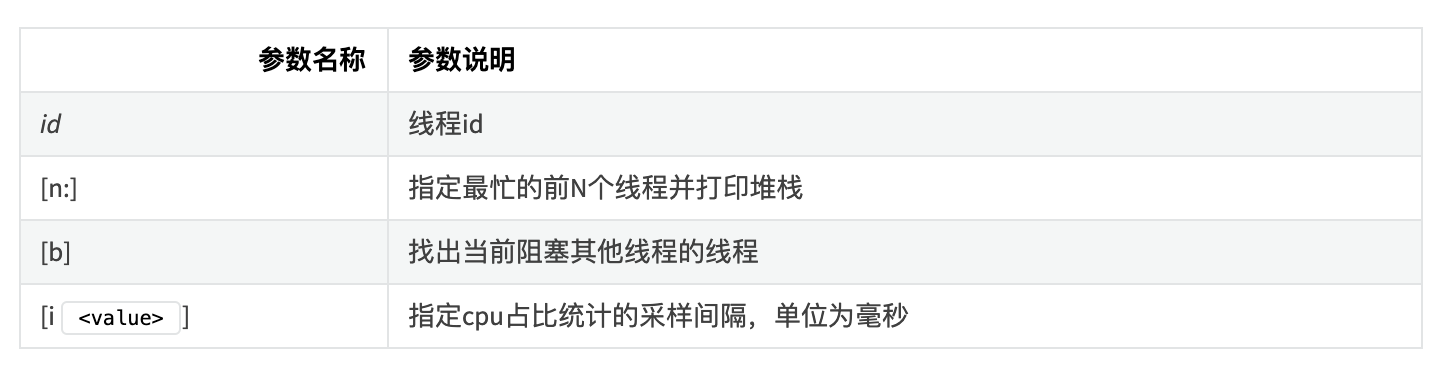 参数名称 参数说明
id 线程id
[n:] 指定最忙的前N个线程并打印堆栈
[b] 找出当前阻塞其他线程的线程
[i <value> ] 指定cpu占比统计的采样间隔，单位为毫秒